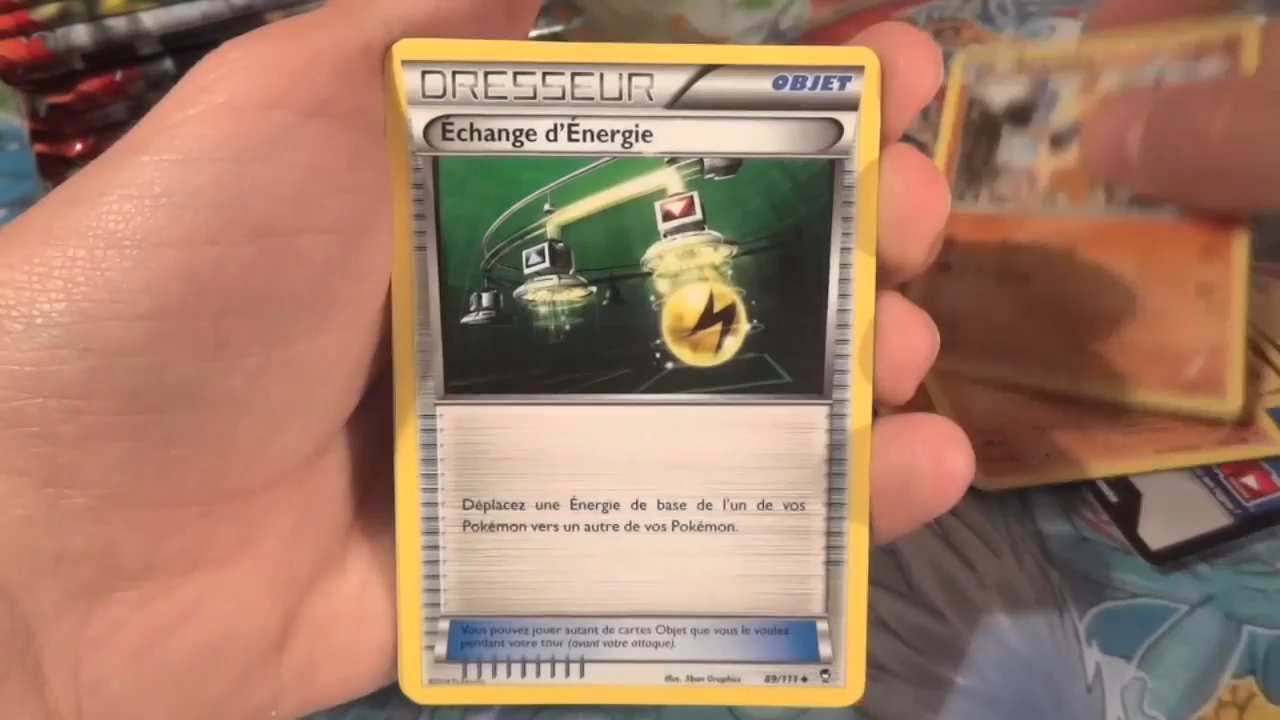 DRESSEUR OBJET
Échange d'Énergie
Déplacez une Énergie de base de l'un de vos
Pokémon vers un autre de vos Pokémon.
Vous pouvez jouer autant de cartes Objet que vous le voulez
pendant votre tour (avant votre attaque).
Illus. 5ban Graphics 89/111